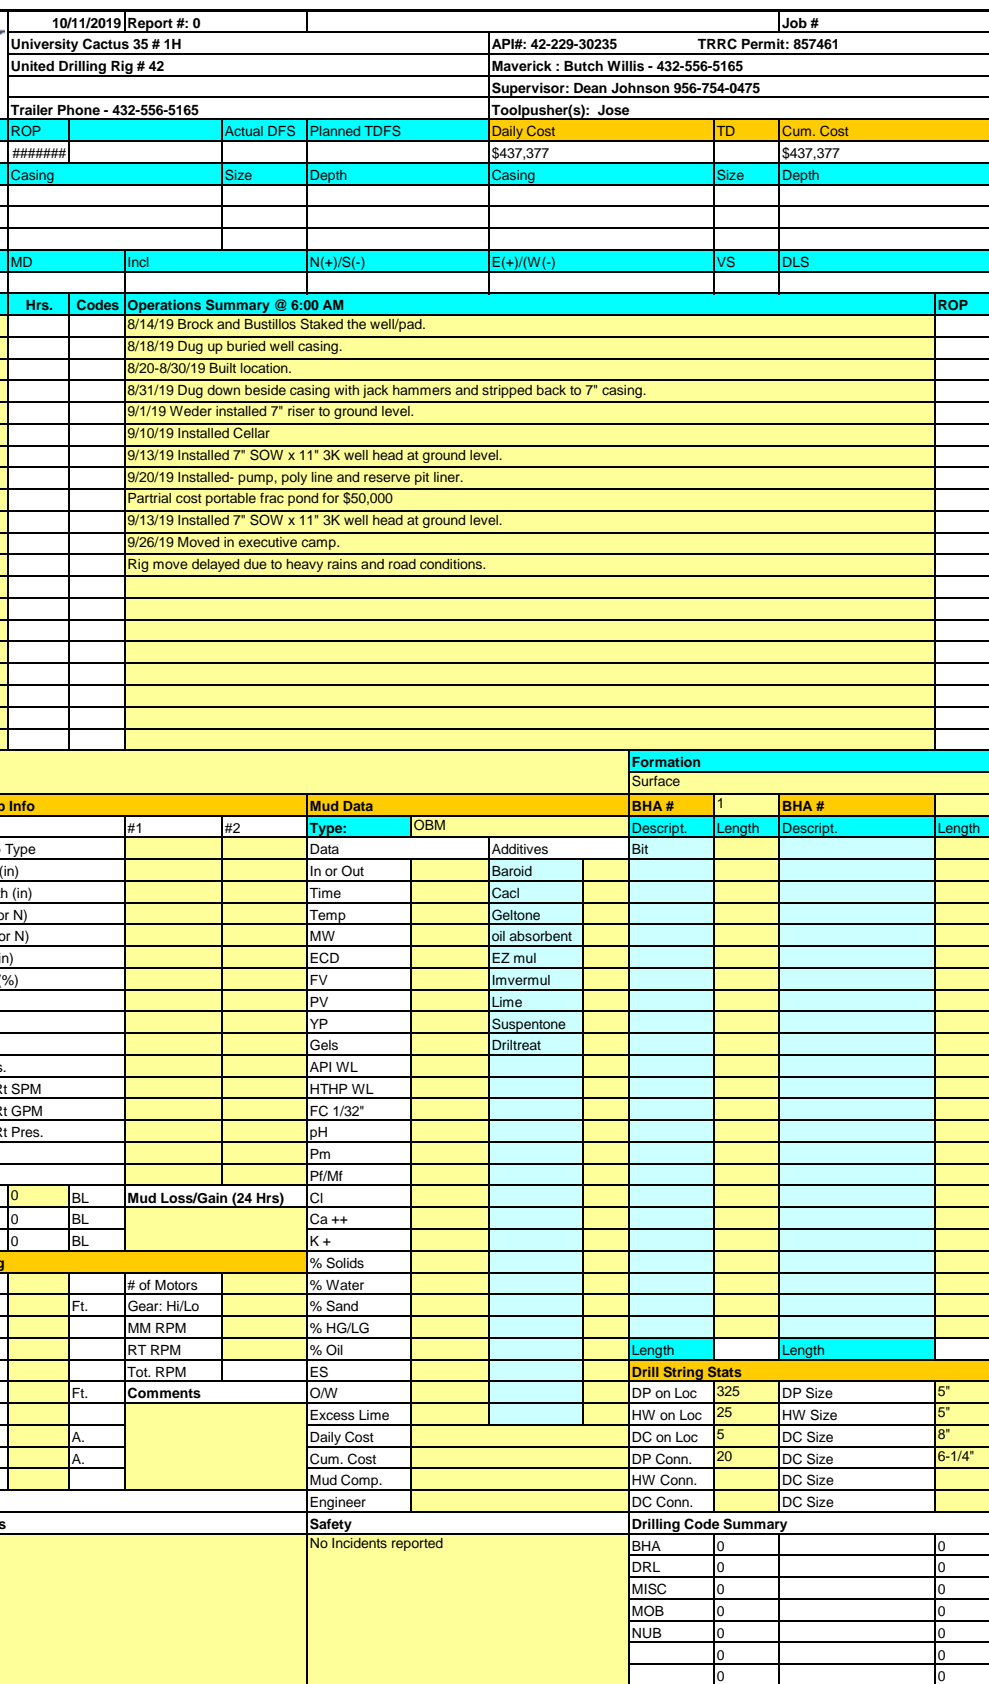 10/11/2019 Report #: 0 Job #
University Cactus 35 # 1H API#: 42-229-30235 TRRC Permit: 857461
United Drilling Rig # 42 Maverick : Butch Willis - 432-556-5165
Supervisor: Dean Johnson 956-754-0475
Trailer Phone - 432-556-5165 Toolpusher(s): Jose
ROP Actual DFS Planned TDFS Daily Cost TD Cum. Cost
####### $437,377 $437,377
Casing Size Depth Casing Size Depth
MD Incl N(+)/S(-) E(+)/(W(-) VS DLS
Hrs. Codes Operations Summary @ 6:00 AM ROP
8/14/19 Brock and Bustillos Staked the well/pad.
8/18/19 Dug up buried well casing.
8/20-8/30/19 Built location.
8/31/19 Dug down beside casing with jack hammers and stripped back to 7" casing.
9/1/19 Weder installed 7" riser to ground level.
9/10/19 Installed Cellar
9/13/19 Installed 7" SOW x 11" 3K well head at ground level.
9/20/19 Installed- pump, poly line and reserve pit liner.
Partrial cost portable frac pond for $50,000
9/13/19 Installed 7" SOW x 11" 3K well head at ground level.
9/26/19 Moved in executive camp.
Rig move delayed due to heavy rains and road conditions.
Formation
Surface
Info Mud Data BHA # 1 BHA #
#1 #2 Type: OBM Descript. Length Descript. Length
Type Data Additives Bit
(in) In or Out Baroid
(in) Time Cacl
or N) Temp Geltone
or N) MW oil absorbent
in) ECD EZ mul
(%) FV Imvermul
PV Lime
YP Suspentone
Gels Driltreat
s. API WL
Rt SPM HTHP WL
Rt GPM FC 1/32"
Rt Pres. pH
Pm
Pf/Mf
0 BL Mud Loss/Gain (24 Hrs) Cl
0 BL Ca ++
0 BL K +
g % Solids
# of Motors % Water
Ft. Gear: Hi/Lo % Sand
MM RPM % HG/LG
RT RPM % Oil Length Length
Tot. RPM ES Drill String Stats
Ft. Comments O/W DP on Loc 325 DP Size 5"
Excess Lime HW on Loc 25 HW Size 5"
A. Daily Cost DC on Loc 5 DC Size 8"
A. Cum. Cost DP Conn. 20 DC Size 6-1/4"
Mud Comp. HW Conn. DC Size
Engineer DC Conn. DC Size
s Safety Drilling Code Summary
No Incidents reported BHA 0 0
DRL 0 0
MISC 0 0
MOB 0 0
NUB 0 0
0 0
0 0